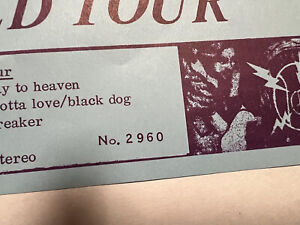 LD TOUR
ur
y to heaven
otta love/black dog
reaker
No. 2960
tereo